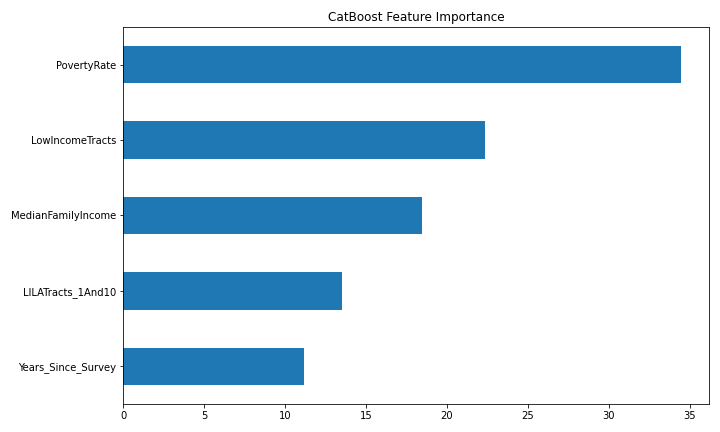 CatBoost Feature Importance
PovertyRate
LowIncomeTracts
MedianFamilyIncome
LILATracts_1And10
Years_Since_Survey
0 5 10 15 20 25 30 35